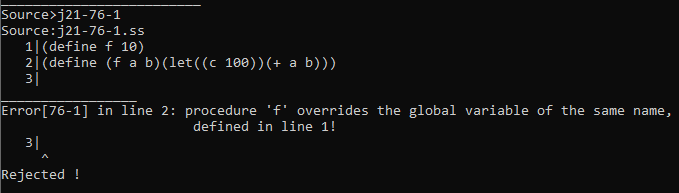 Source>j21-76-1
Source:j21-76-1.ss
1|(define f 10)
2|(define (f a b)(let((c 100))(+ a b)))
3|
Error[76-1] in line 2: procedure 'f' overrides the global variable of the same name,
defined in line 1!
3|
^
Rejected !